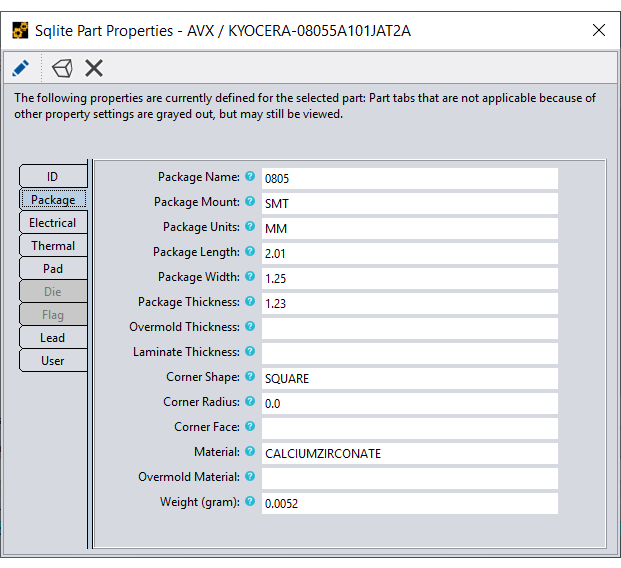 Sqlite Part Properties - AVX / KYOCERA-08055A101JAT2A
The following properties are currently defined for the selected part: Part tabs that are not applicable because of
other property settings are grayed out, but may still be viewed.
ID
Package
Electrical
Thermal
Pad
Die
Flag
Lead
User
Package Name: ? 0805
Package Mount: ? SMT
Package Units: ? MM
Package Length: ? 2.01
Package Width: ? 1.25
Package Thickness: ? 1.23
Overmold Thickness: ?
Laminate Thickness: ?
Corner Shape: ? SQUARE
Corner Radius: ? 0.0
Corner Face: ?
Material: ? CALCIUMZIRCONATE
Overmold Material: ?
Weight (gram): ? 0.0052